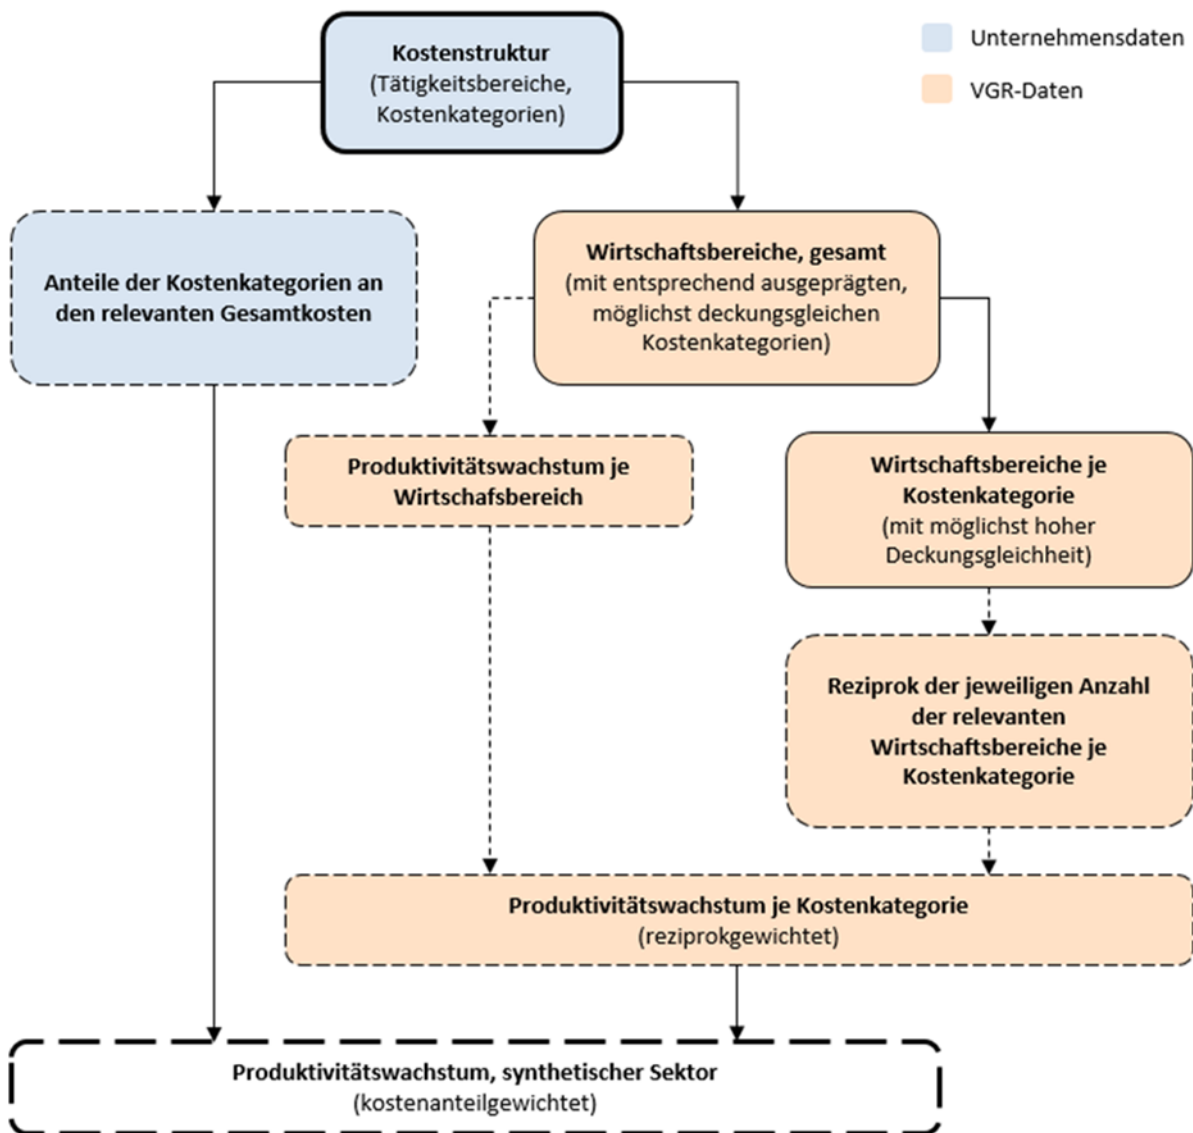 Kostenstruktur
(Tätigkeitsbereiche,
Kostenkategorien)
Unternehmensdaten
VGR-Daten
Anteile der Kostenkategorien an
den relevanten Gesamtkosten
Wirtschaftsbereiche, gesamt
(mit entsprechend ausgeprägten,
möglichst deckungsgleichen
Kostenkategorien)
Produktivitätswachstum je
Wirtschafsbereich
Wirtschaftsbereiche je
Kostenkategorie
(mit möglichst hoher
Deckungsgleichheit)
Reziprok der jeweiligen Anzahl
der relevanten
Wirtschaftsbereiche je
Kostenkategorie
Produktivitätswachstum je Kostenkategorie
(reziprokgewichtet)
Produktivitätswachstum, synthetischer Sektor
(kostenanteilgewichtet)